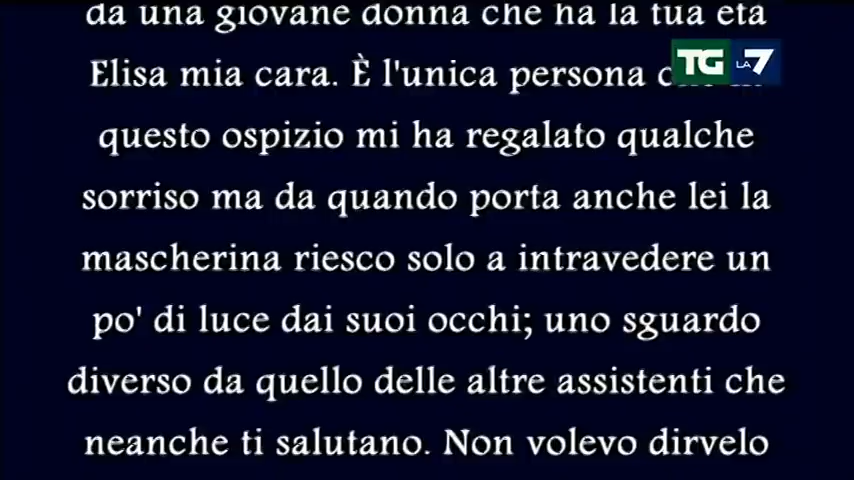 da una giovane donna che ha la tua età
TG LA 7
Elisa mia cara. È l'unica persona
questo ospizio mi ha regalato qualche
sorriso ma da quando porta anche lei la
mascherina riesco solo a intravedere un
po' di luce dai suoi occhi; uno sguardo
diverso da quello delle altre assistenti che
neanche ti salutano. Non volevo dirvelo